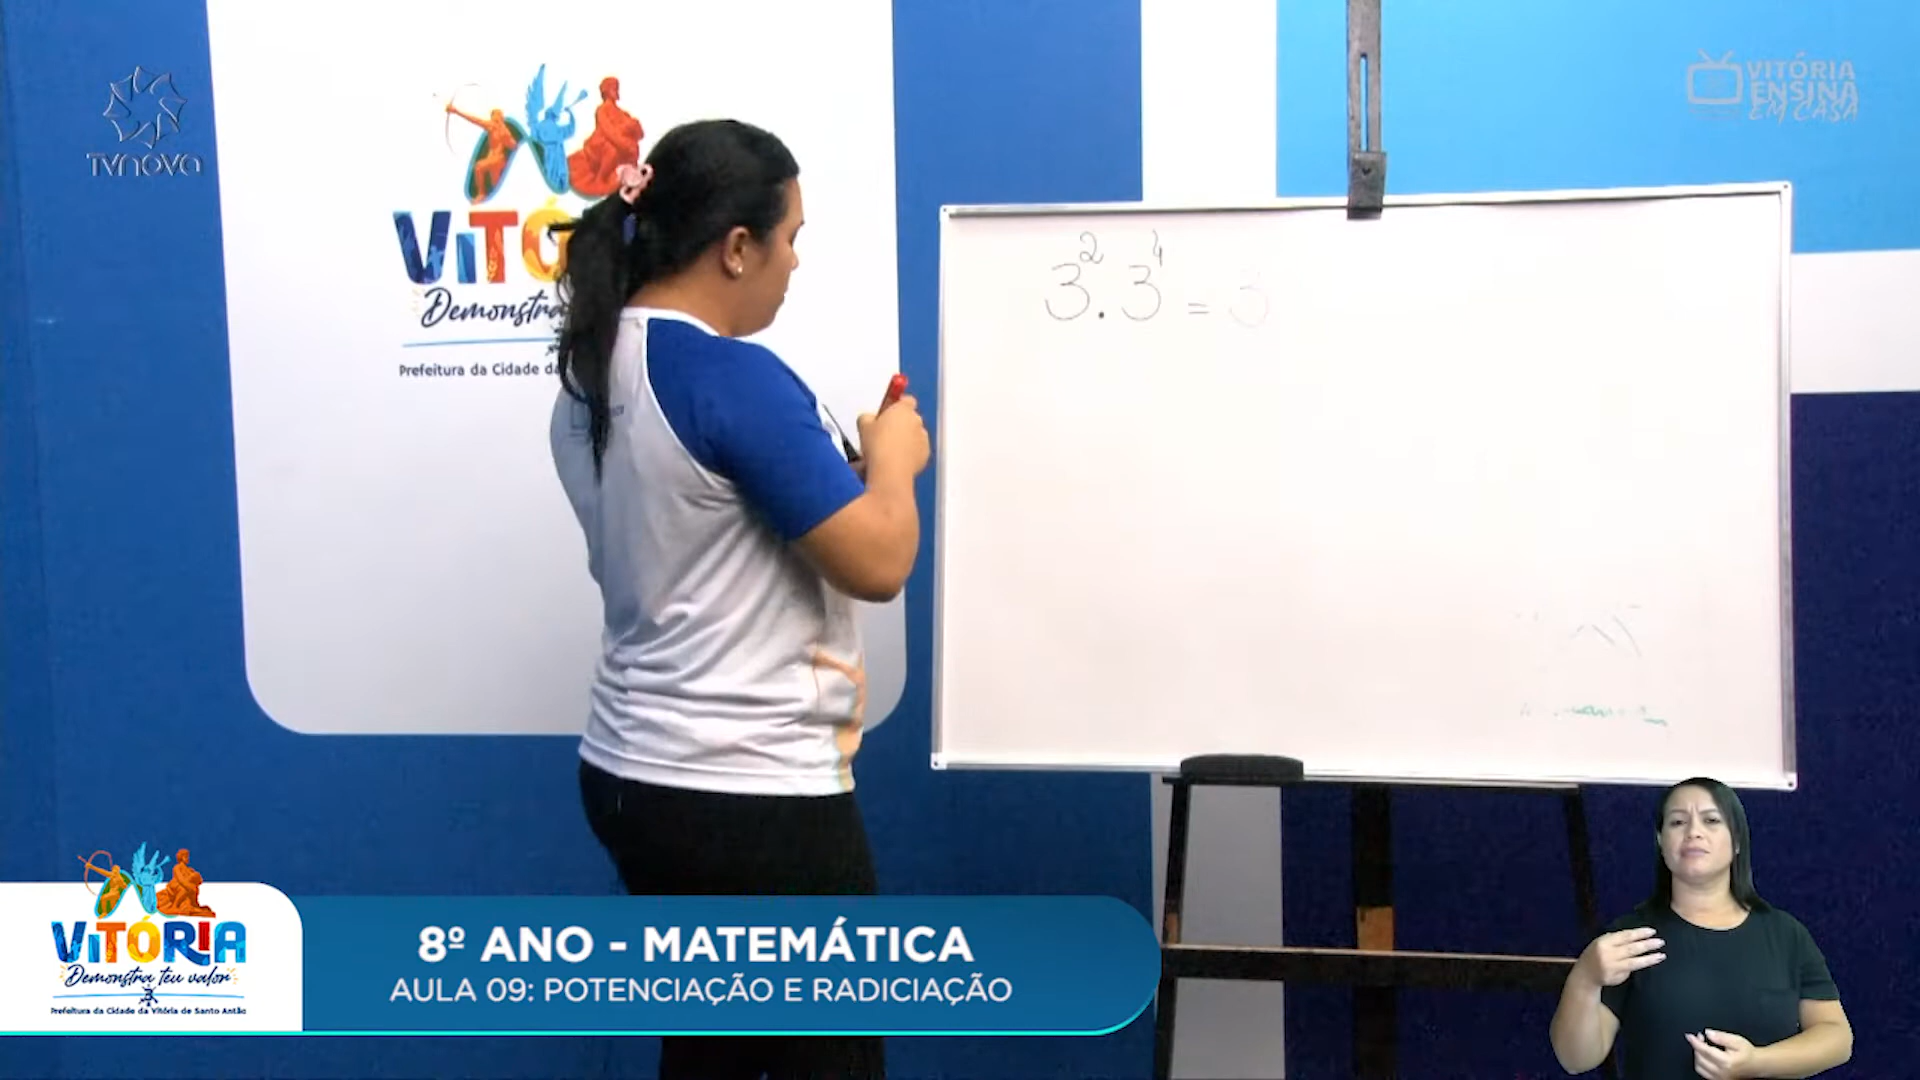 TVNOVA
VITÓRIA
ENSINA
EM CASA
VITÓ
Demonstra
Prefeitura da Cidade da
3² . 3⁴ = 3
8º ANO - MATEMÁTICA
AULA 09: POTENCIAÇÃO E RADICIAÇÃO
VITÓRIA
Demonstra teu valor
Prefeitura da Cidade da Vitória de Santo Antão